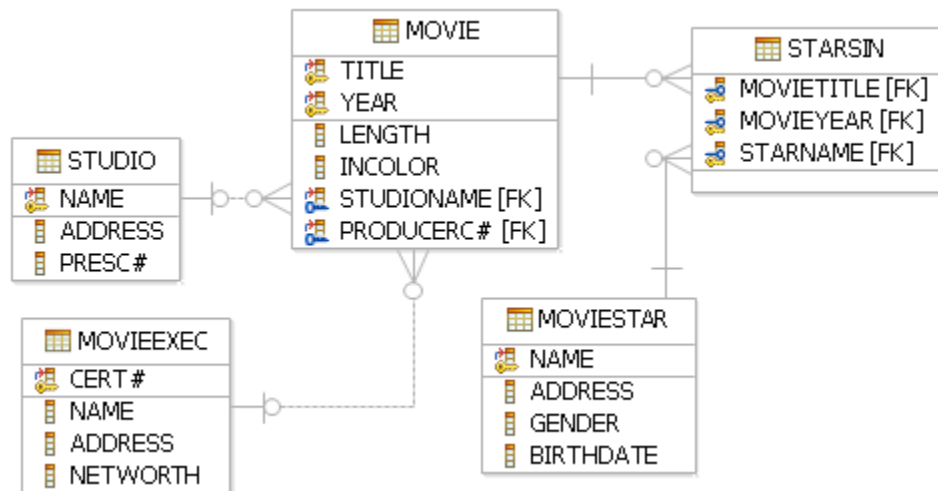 MOVIE
TITLE
YEAR
LENGTH
INCOLOR
STUDIONAME [FK]
PRODUCERC# [FK]
STARSIN
MOVIETITLE [FK]
MOVIEYEAR [FK]
STARNAME [FK]
STUDIO
NAME
ADDRESS
PRESC#
MOVIEEXEC
CERT#
NAME
ADDRESS
NETWORTH
MOVIESTAR
NAME
ADDRESS
GENDER
BIRTHDATE